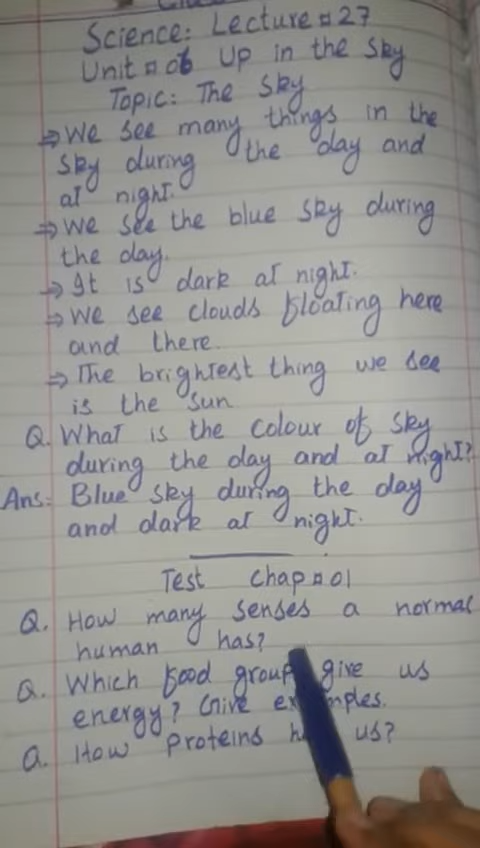 Science: Lecture # 27
Unit # 06 Up in the Sky
Topic: The Sky
⇒ We see many things in the
sky during the day and
at night.
⇒ We see the blue sky during
the day.
→ It is dark at night.
⇒ We see clouds floating here
and there.
⇒ The brightest thing we see
is the sun
Q. What is the colour of sky
during the day and at night?
Ans: Blue sky during the day
and dark at night.
Test Chap # 01
Q. How many senses a normal
human has?
Q. Which food group give us
energy? Give examples.
Q. How proteins us?